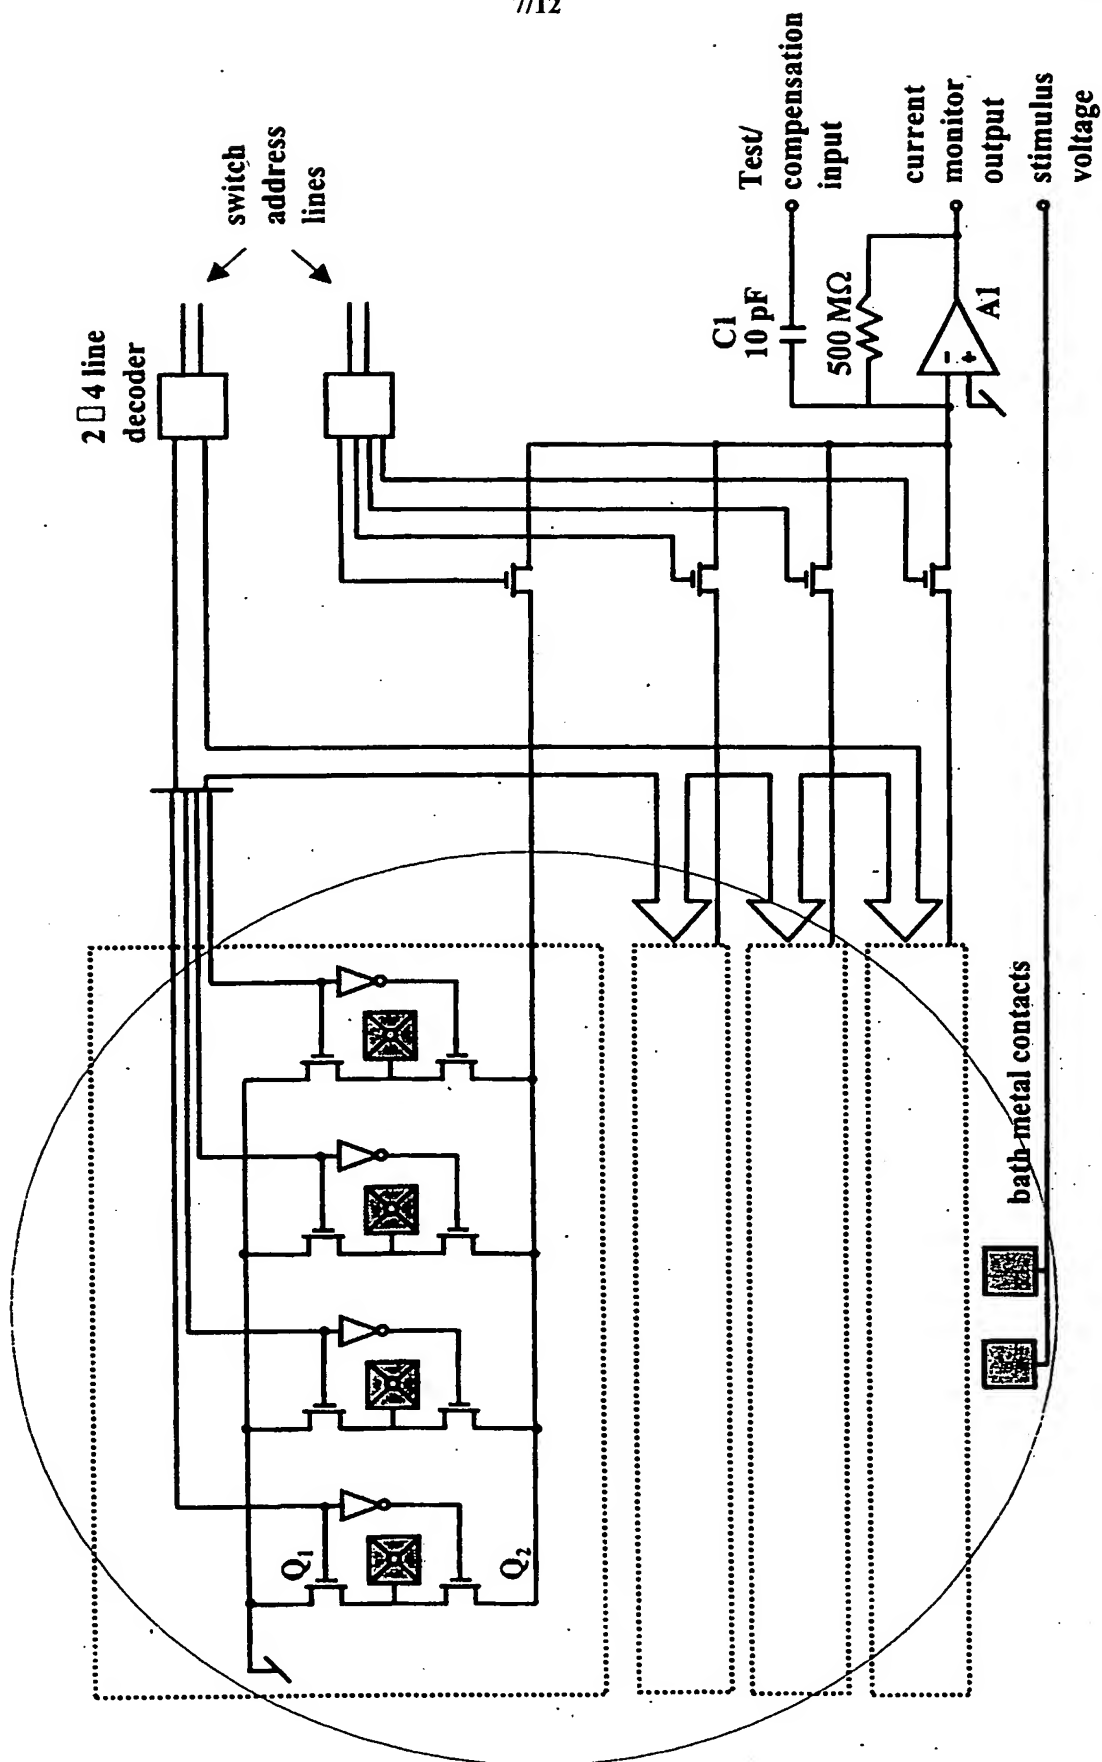 7/12
switch
address
lines
2 □ 4 line
decoder
Test/
compensation
input
C1
10 pF
500 MΩ
current
monitor
output
stimulus
voltage
A1
-
+
bath metal contacts
Q1
Q2